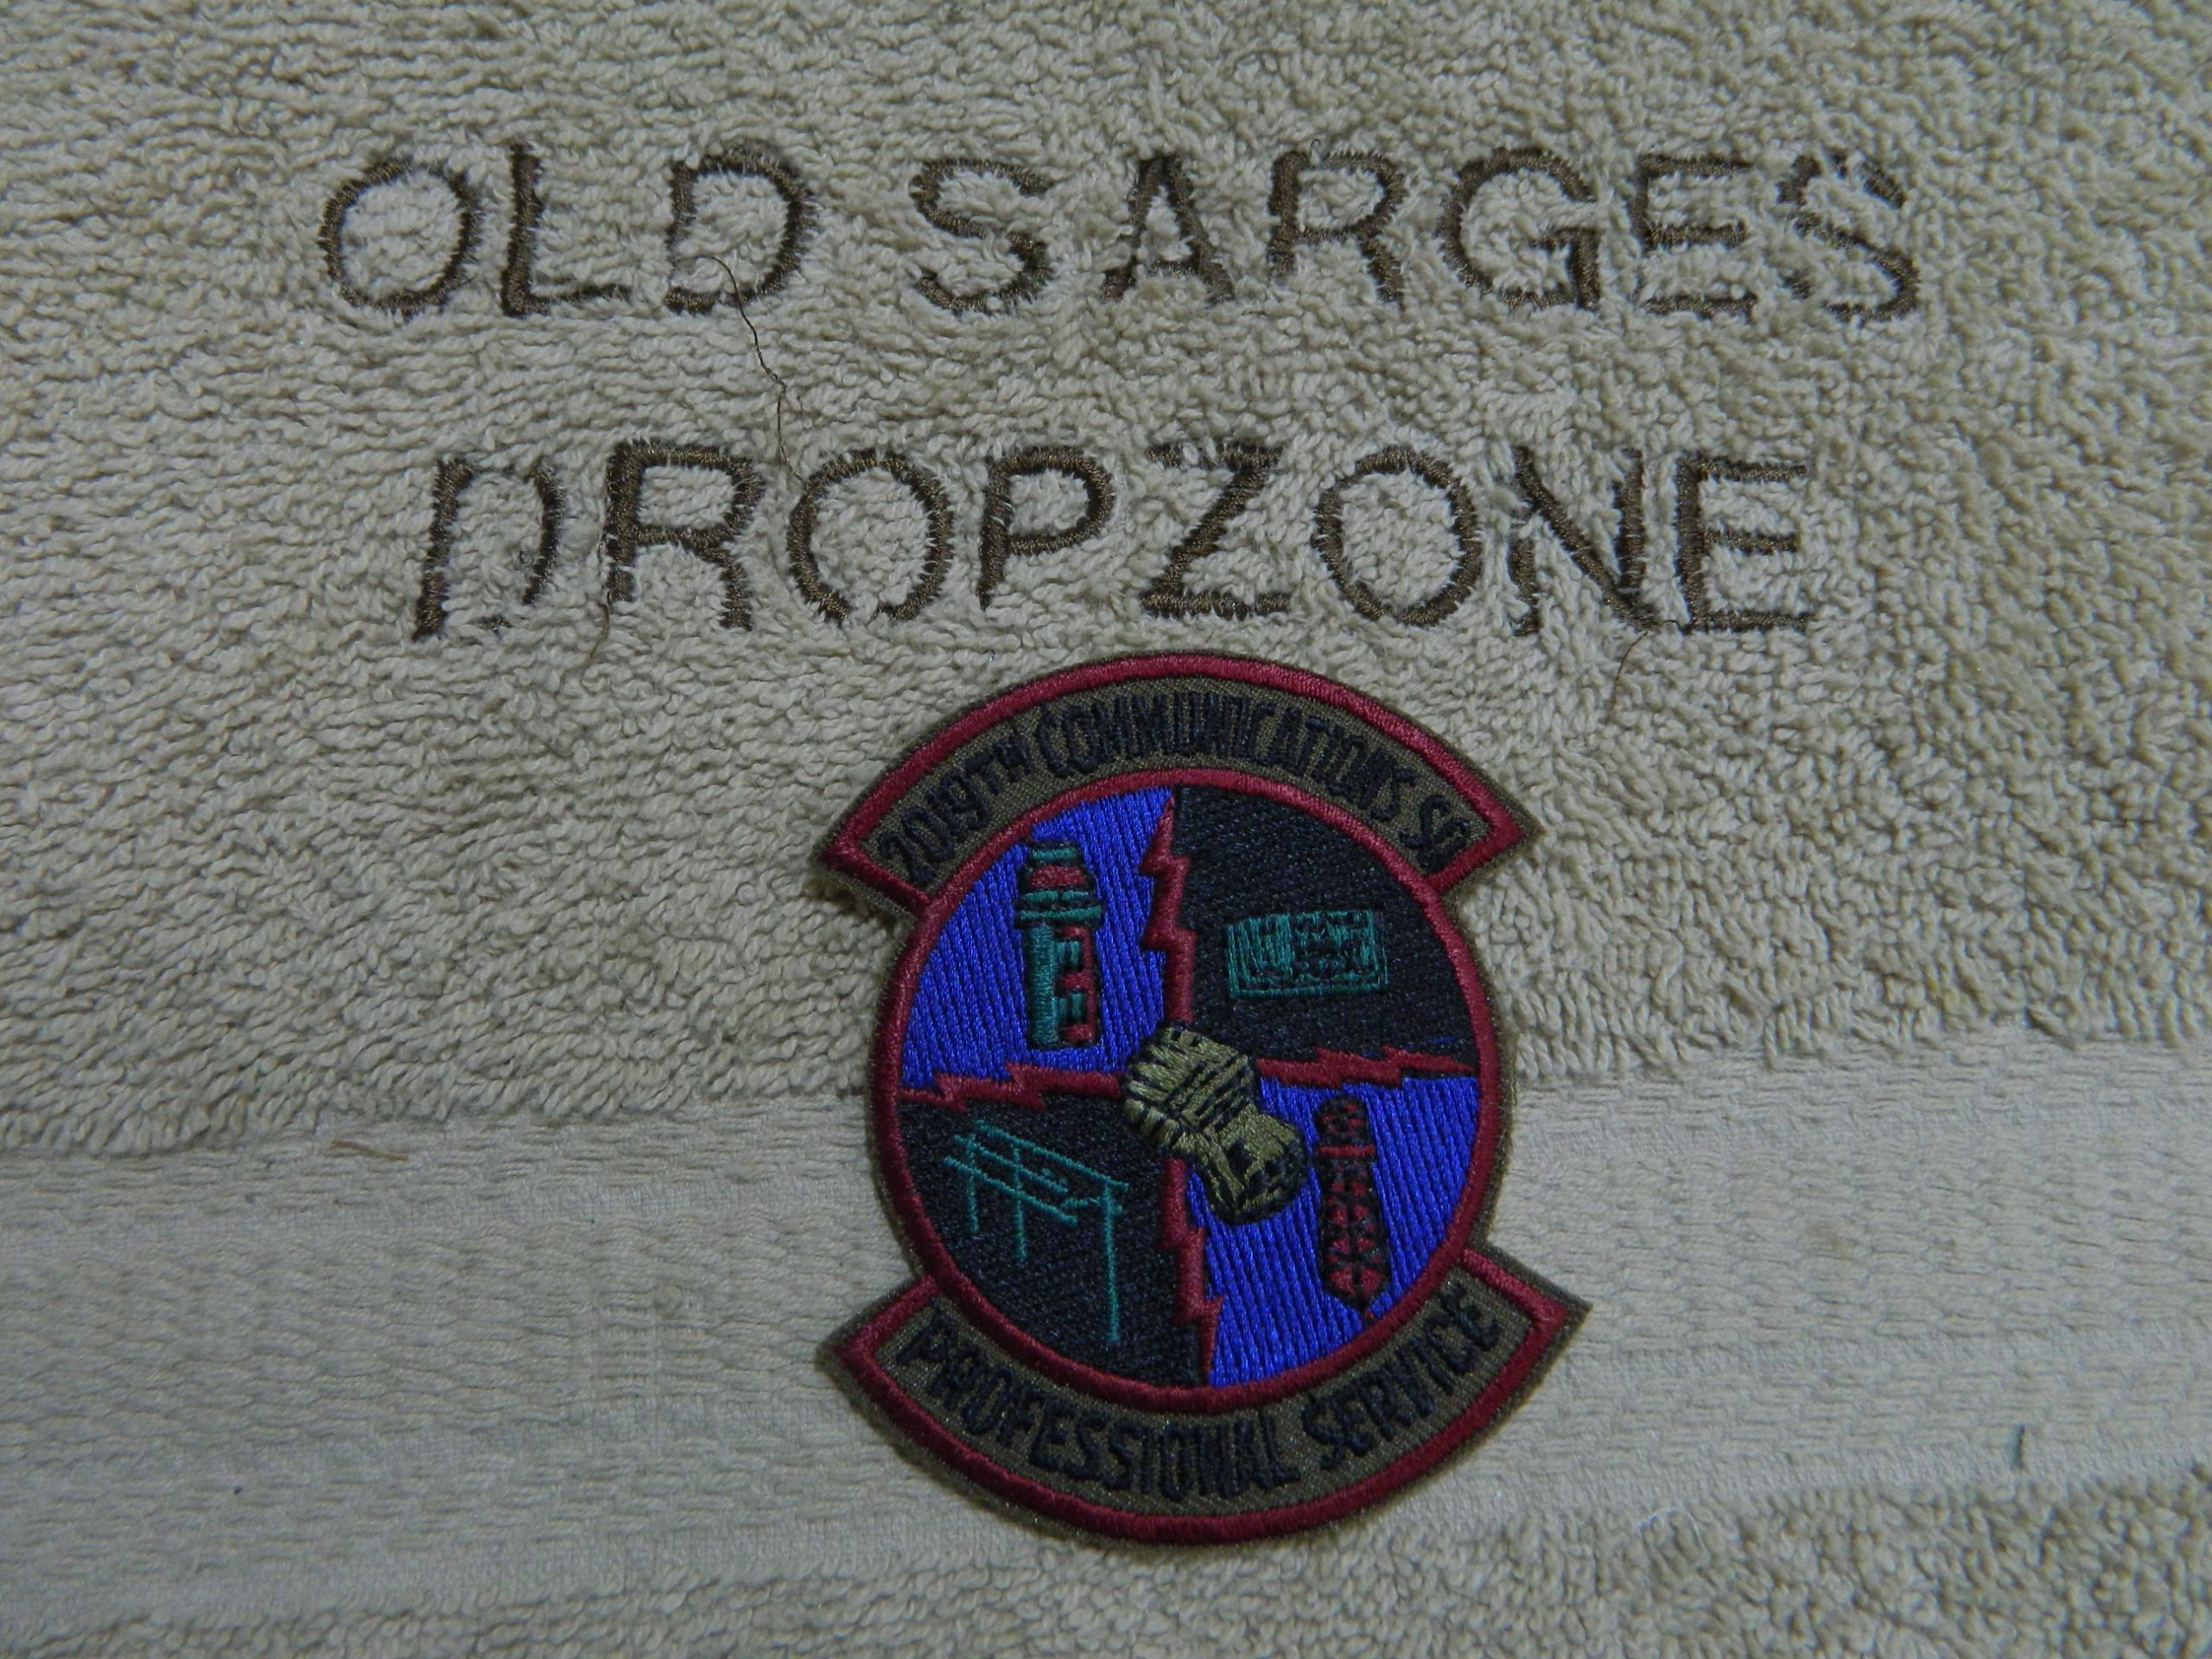 OLD SARGES
DROPZONE
2019TH COMMUNICATIONS SQ
PROFESSIONAL SERVICE